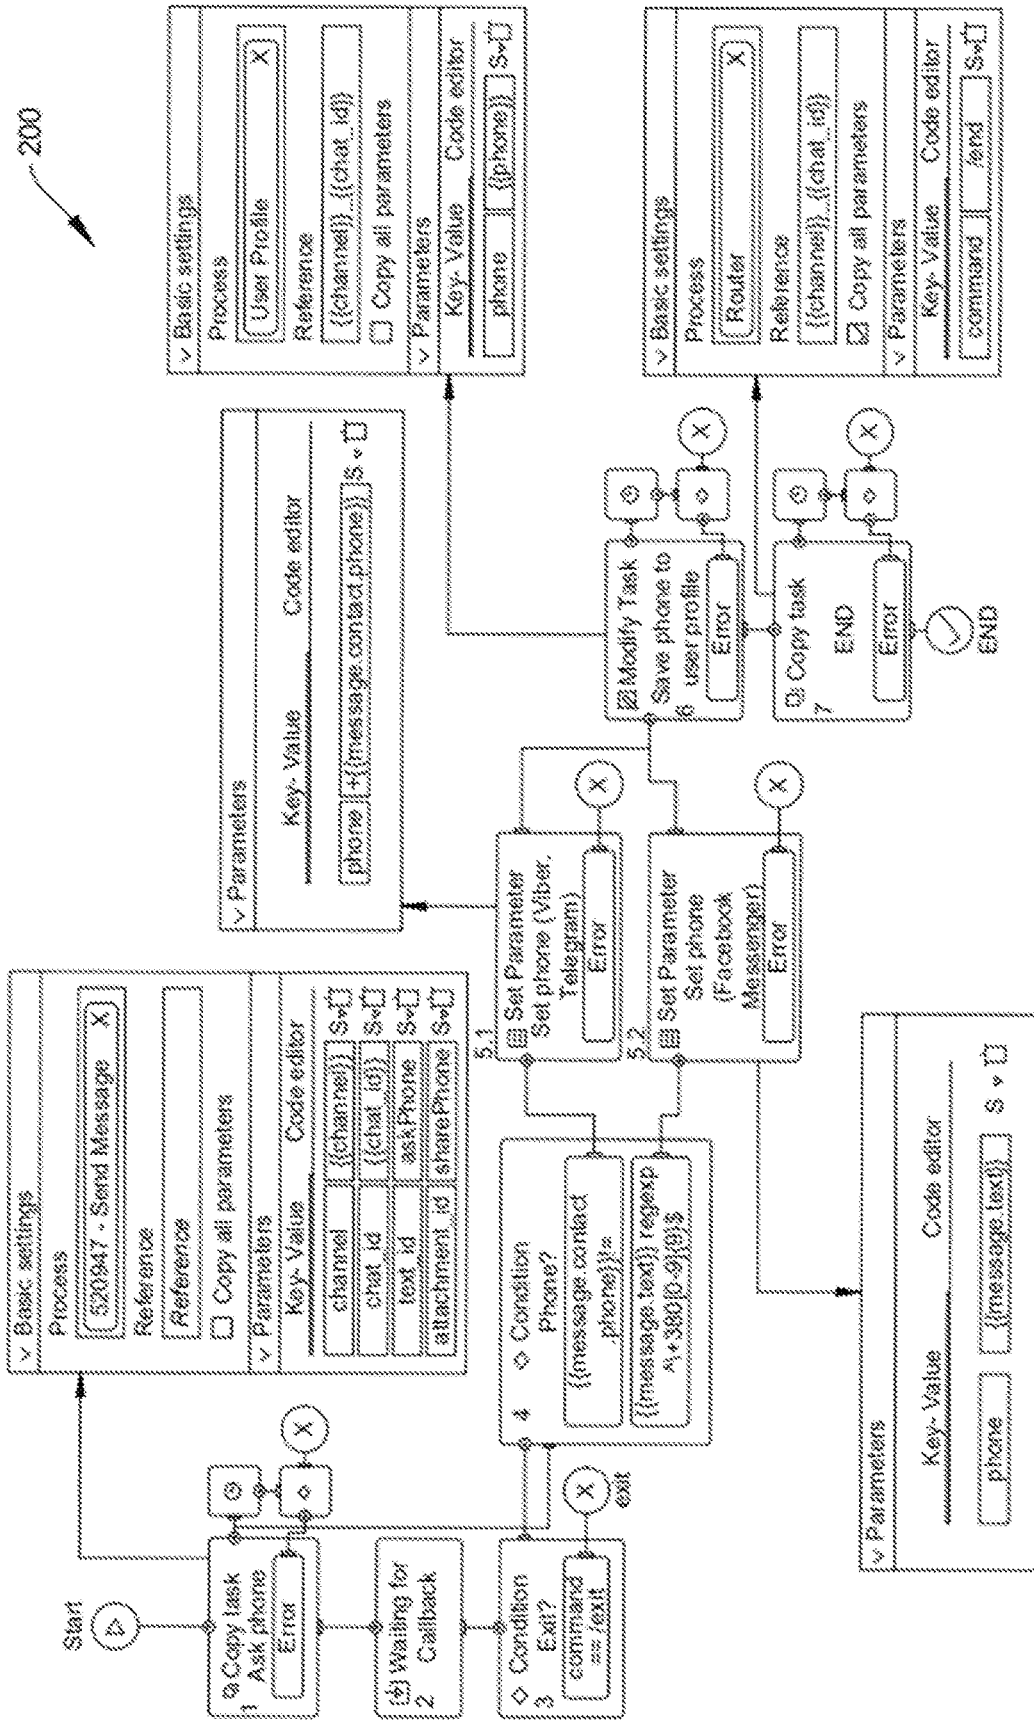 200
Start
Copy task
Ask phone
1
Error
X
Basic settings
Process
520947 - Send Message X
Reference
Reference
Copy all parameters
Parameters
Key- Value Code editor
channel {{channel}} S
chat_id {{chat_id}} S
text_id askPhone S
attachment_id sharePhone S
Waiting for
2 Callback
Condition
Exit?
3
command
== /exit
X
exit
4 Condition
Phone?
{{message.contact
.phone}}!=
{{message.text}} regexp
^\+380[0-9]{9}$
5.1
Set Parameter
Set phone (Viber,
Telegram)
Error
X
Parameters
Key- Value Code editor
phone +{{message.contact.phone}} S
5.2
Set Parameter
Set phone
(Facebook
Messenger)
Error
X
Parameters
Key- Value Code editor
phone {{message.text}} S
Modify Task
Save phone to
user profile
6
Error
X
Basic settings
Process
User Profile X
Reference
{{channel}}_{{chat_id}}
Copy all parameters
Parameters
Key- Value Code editor
phone {{phone}} S
Copy task
7 END
Error
X
END
Basic settings
Process
Router X
Reference
{{channel}}_{{chat_id}}
Copy all parameters
Parameters
Key- Value Code editor
command /end S